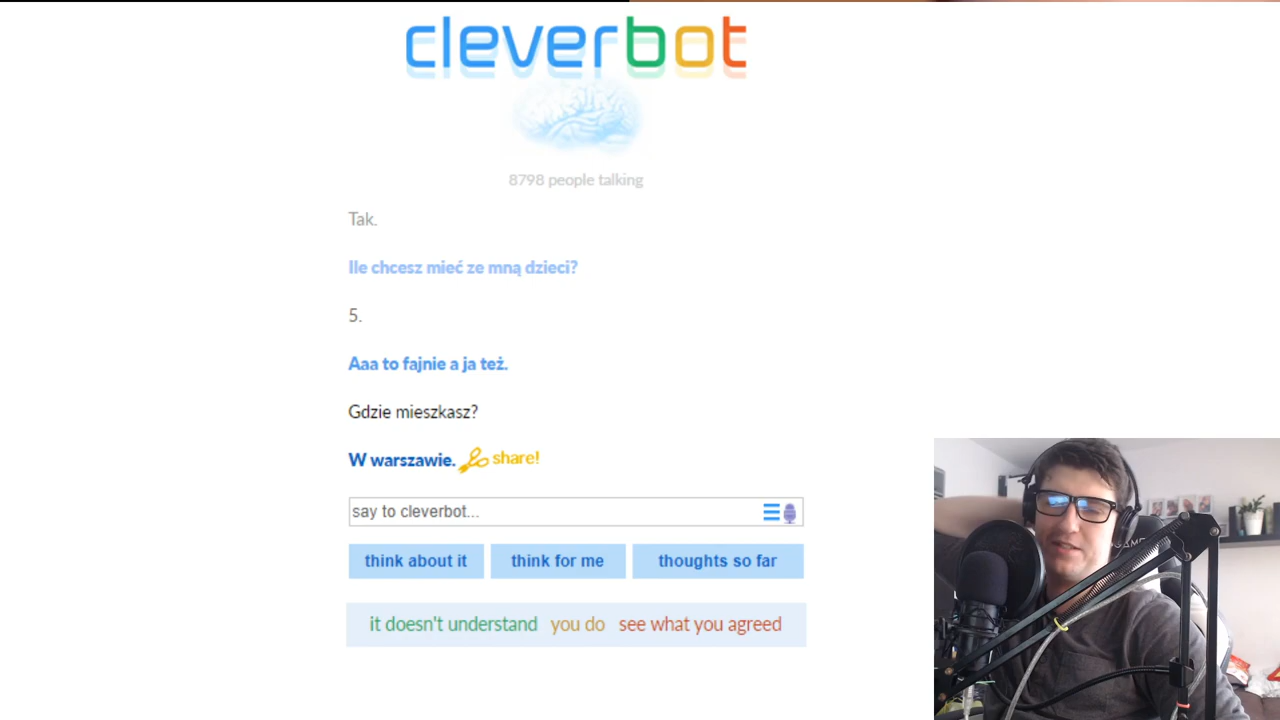 cleverbot
8798 people talking
Tak.
Ile chcesz mieć ze mną dzieci?
5.
Aaa to fajnie a ja też.
Gdzie mieszkasz?
W warszawie. share!
say to cleverbot...
think about it think for me thoughts so far
it doesn't understand you do see what you agreed